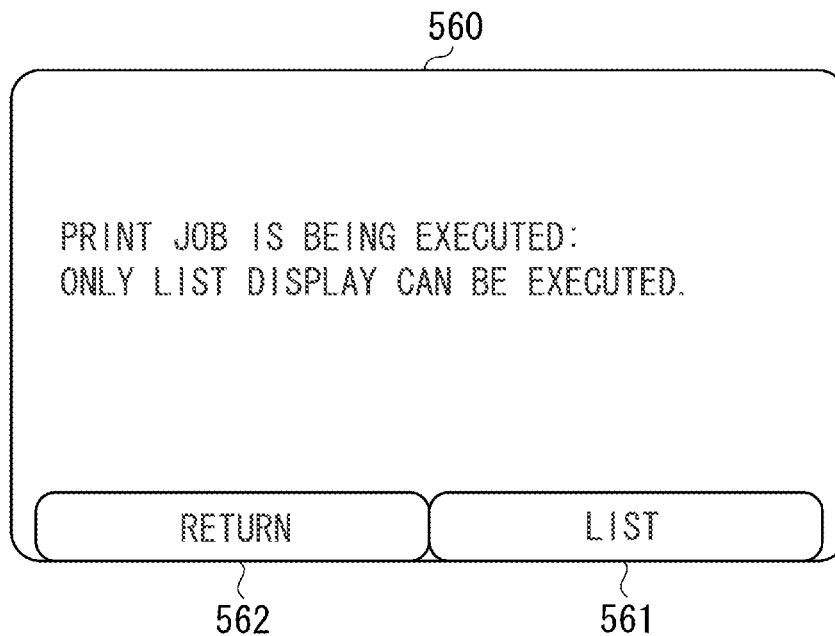 560
PRINT JOB IS BEING EXECUTED:
ONLY LIST DISPLAY CAN BE EXECUTED.
RETURN LIST
562 561